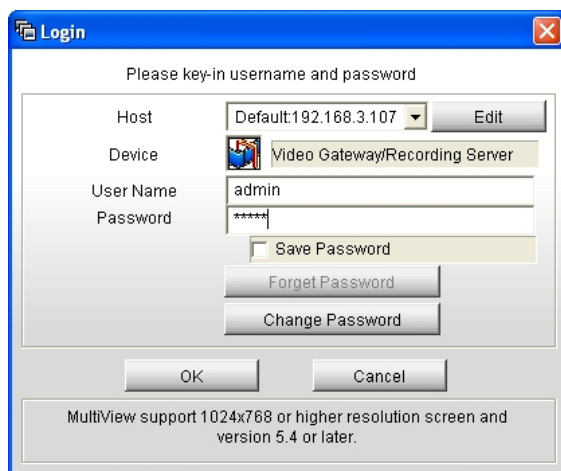 Login
Please key-in username and password
Host Default:192.168.3.107 Edit
Device Video Gateway/Recording Server
User Name admin
Password *****
Save Password
Forget Password
Change Password
OK Cancel
MultiView support 1024x768 or higher resolution screen and
version 5.4 or later.